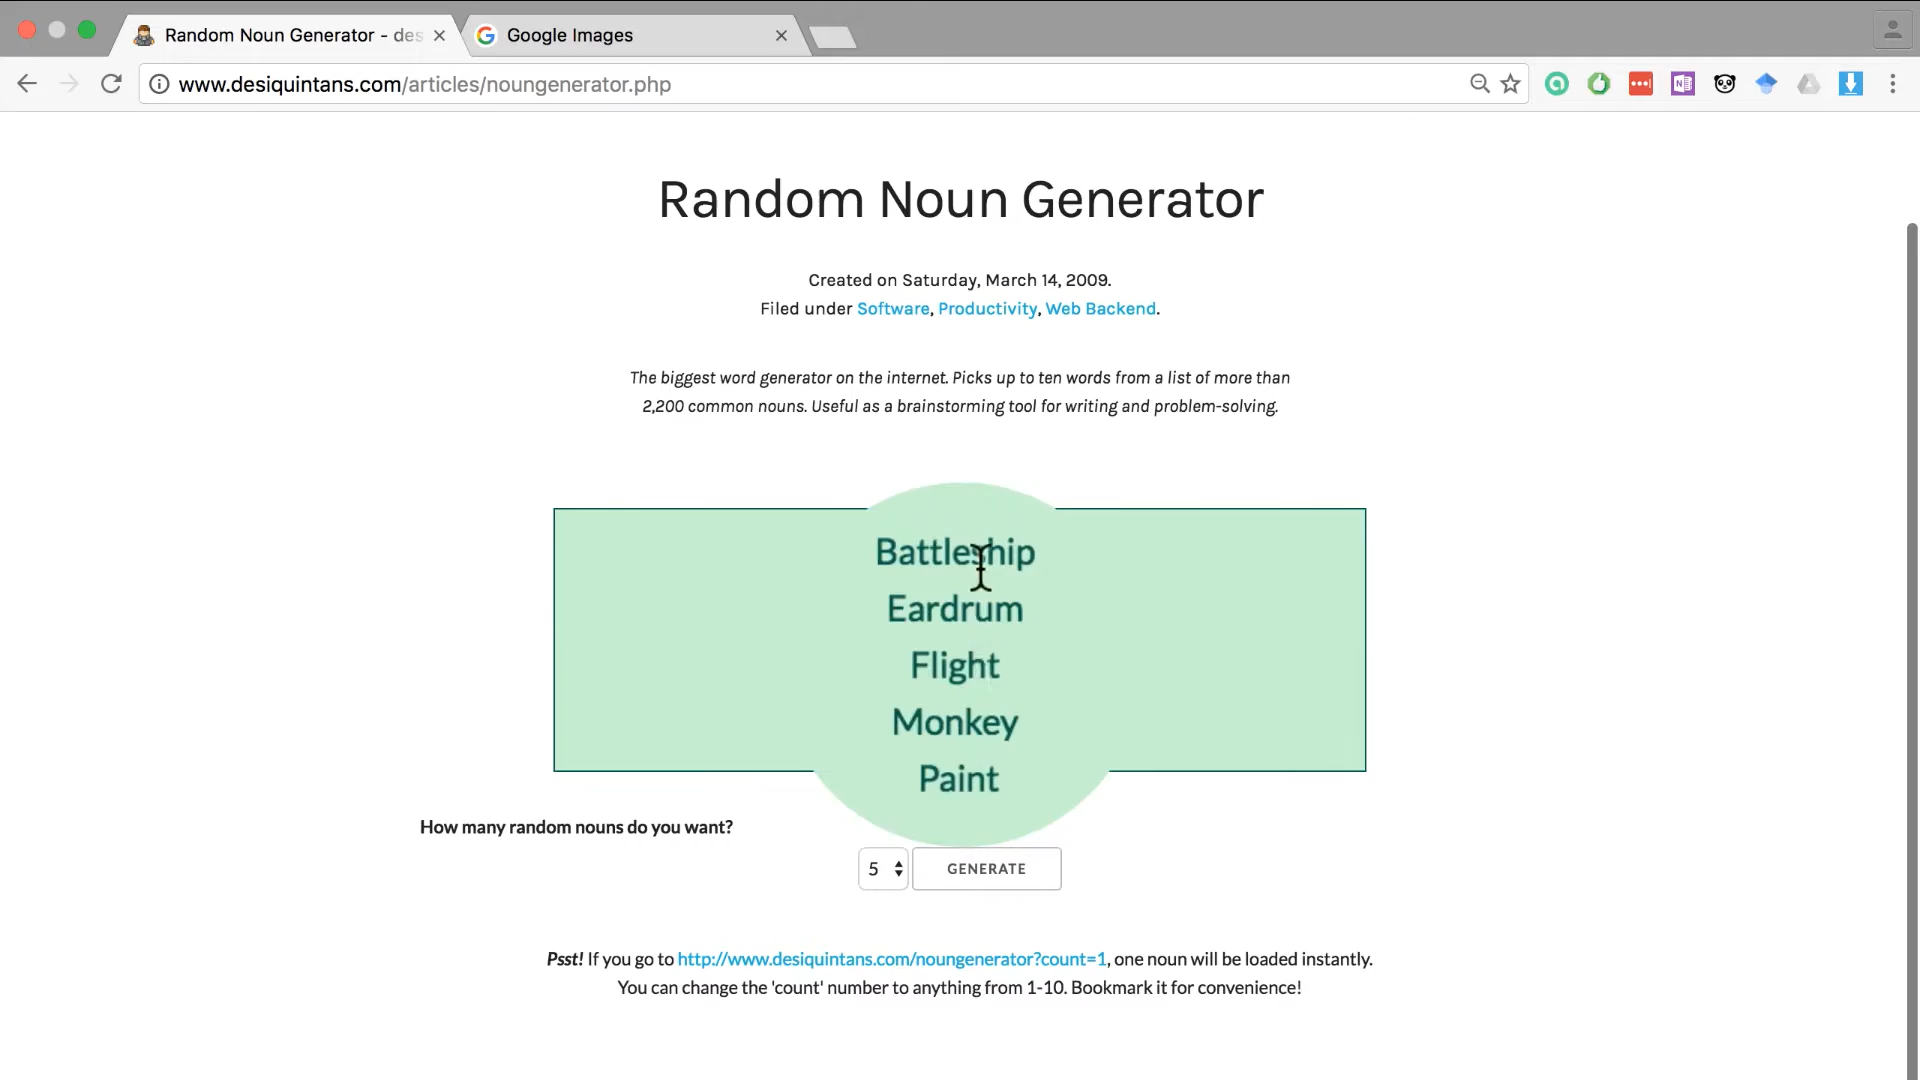 Random Noun Generator - des
Google Images
www.desiquintans.com/articles/noungenerator.php
Random Noun Generator
Created on Saturday, March 14, 2009.
Filed under Software, Productivity, Web Backend.
The biggest word generator on the internet. Picks up to ten words from a list of more than
2,200 common nouns. Useful as a brainstorming tool for writing and problem-solving.
Battleship
Eardrum
Flight
Monkey
Paint
How many random nouns do you want?
5 GENERATE
Psst! If you go to http://www.desiquintans.com/noungenerator?count=1, one noun will be loaded instantly.
You can change the 'count' number to anything from 1-10. Bookmark it for convenience!